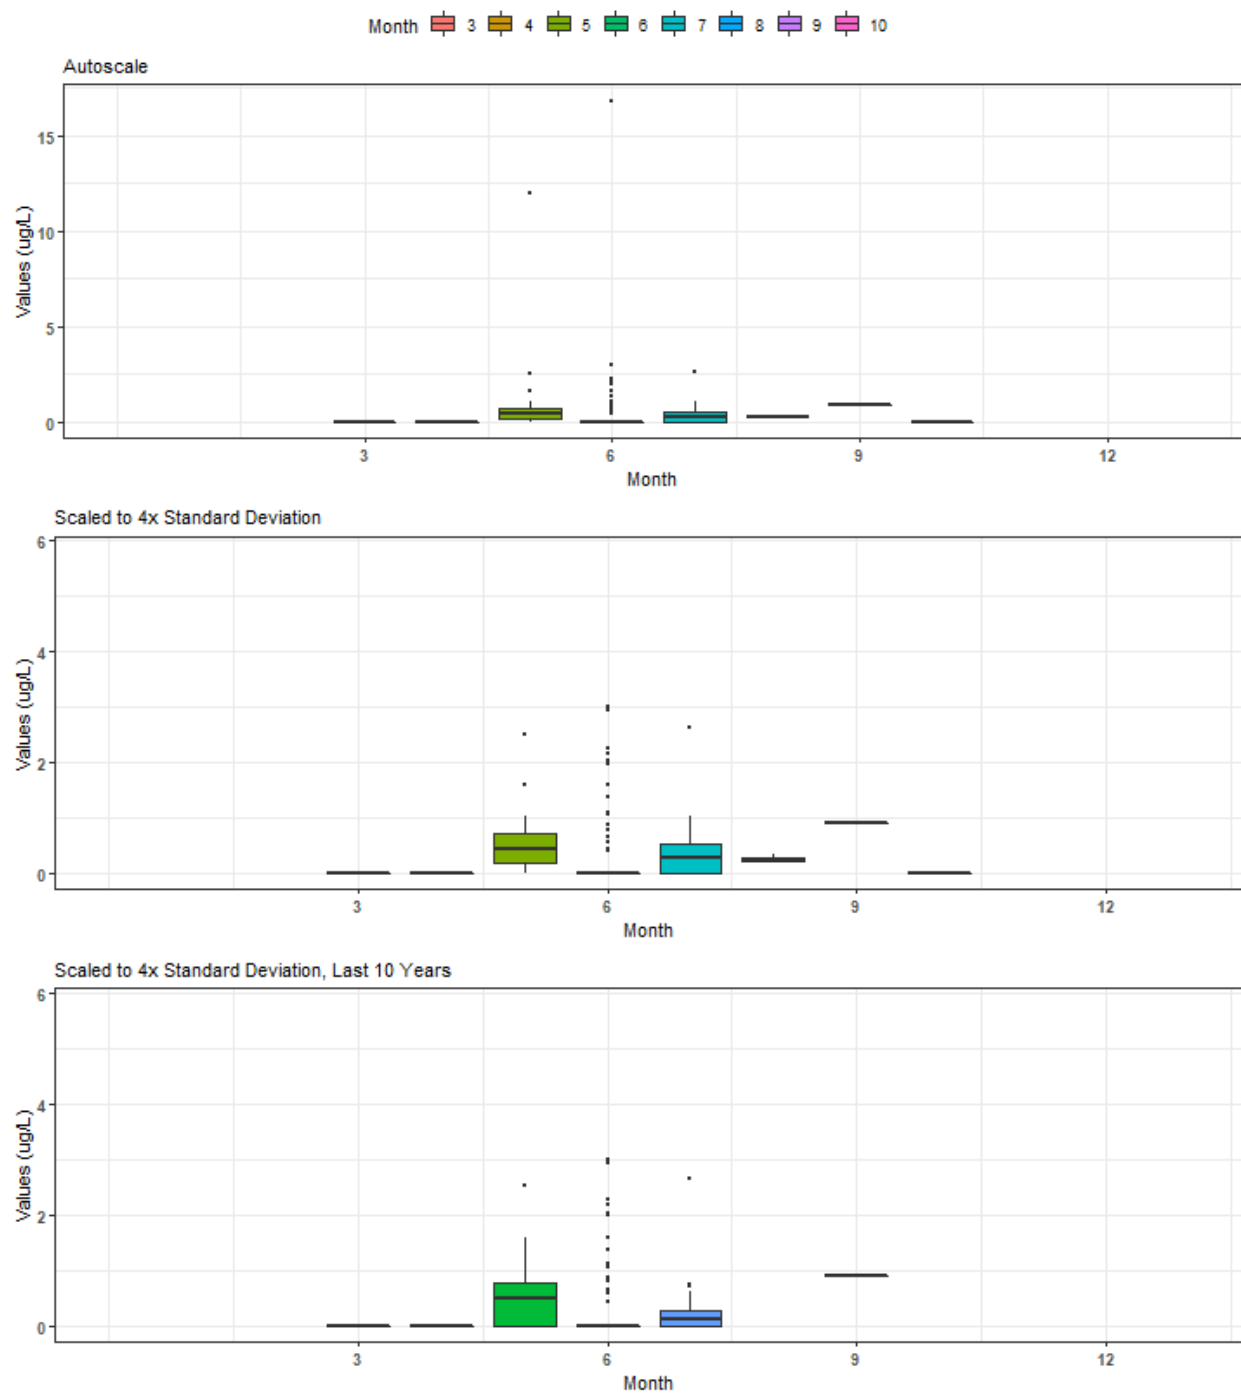 Month 3 4 5 6 7 8 9 10
Autoscale
Values (ug/L)
15
10
5
0
3 6 9 12
Month
Scaled to 4x Standard Deviation
Values (ug/L)
6
4
2
0
3 6 9 12
Month
Scaled to 4x Standard Deviation, Last 10 Years
Values (ug/L)
6
4
2
0
3 6 9 12
Month